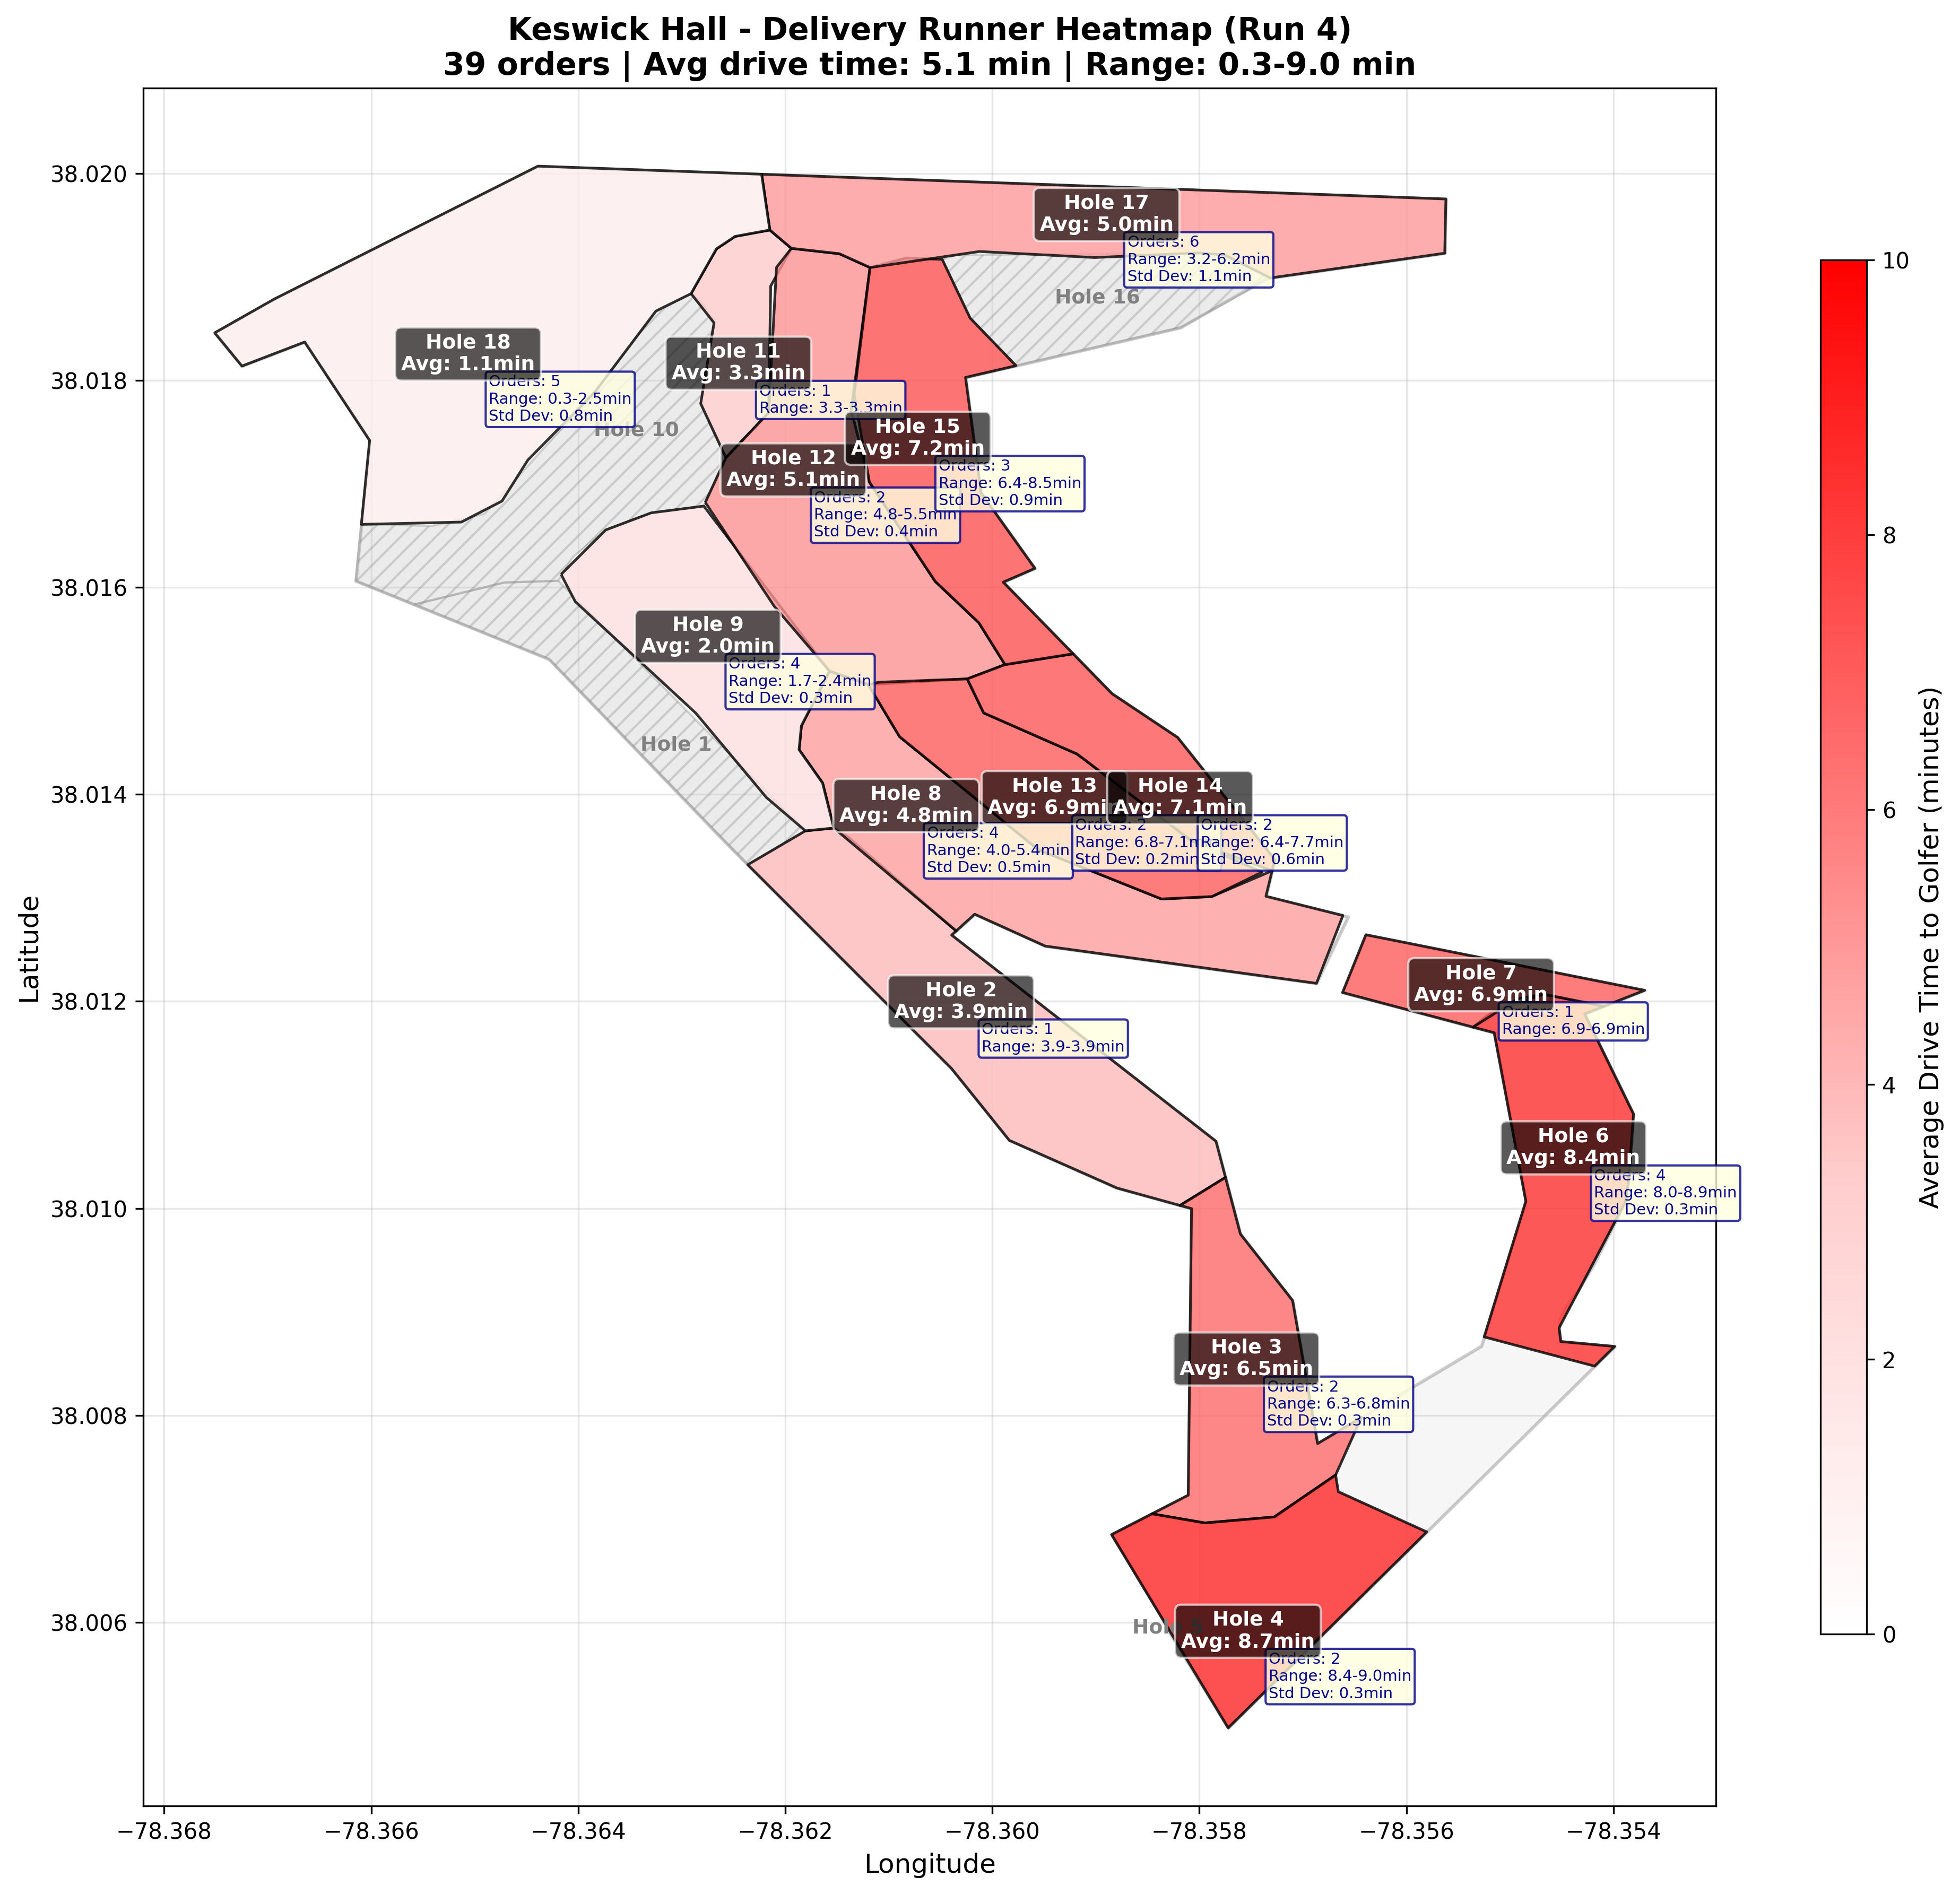 Keswick Hall - Delivery Runner Heatmap (Run 4)
39 orders | Avg drive time: 5.1 min | Range: 0.3-9.0 min
Latitude
38.020
38.018
38.016
38.014
38.012
38.010
38.008
38.006
Hole 17
Avg: 5.0min
Orders: 6
Range: 3.2-6.2min
Std Dev: 1.1min
Hole 16
Hole 18
Avg: 1.1min
Orders: 5
Range: 0.3-2.5min
Std Dev: 0.8min
Hole 10
Hole 11
Avg: 3.3min
Orders: 1
Range: 3.3-3.3min
Hole 15
Avg: 7.2min
Orders: 3
Range: 6.4-8.5min
Std Dev: 0.9min
Hole 12
Avg: 5.1min
Orders: 2
Range: 4.8-5.5min
Std Dev: 0.4min
Hole 9
Avg: 2.0min
Orders: 4
Range: 1.7-2.4min
Std Dev: 0.3min
Hole 1
Hole 8
Avg: 4.8min
Orders: 4
Range: 4.0-5.4min
Std Dev: 0.5min
Hole 13
Avg: 6.9min
Orders: 2
Range: 6.8-7.1m
Std Dev: 0.2min
Hole 14
Avg: 7.1min
Orders: 2
Range: 6.4-7.7min
Std Dev: 0.6min
Hole 2
Avg: 3.9min
Orders: 1
Range: 3.9-3.9min
Hole 7
Avg: 6.9min
Orders: 1
Range: 6.9-6.9min
Hole 6
Avg: 8.4min
Orders: 4
Range: 8.0-8.9min
Std Dev: 0.3min
Hole 3
Avg: 6.5min
Orders: 2
Range: 6.3-6.8min
Std Dev: 0.3min
Hole 4
Avg: 8.7min
Orders: 2
Range: 8.4-9.0min
Std Dev: 0.3min
−78.368
−78.366
−78.364
−78.362
−78.360
−78.358
−78.356
−78.354
Longitude
10
8
6
4
2
0
Average Drive Time to Golfer (minutes)